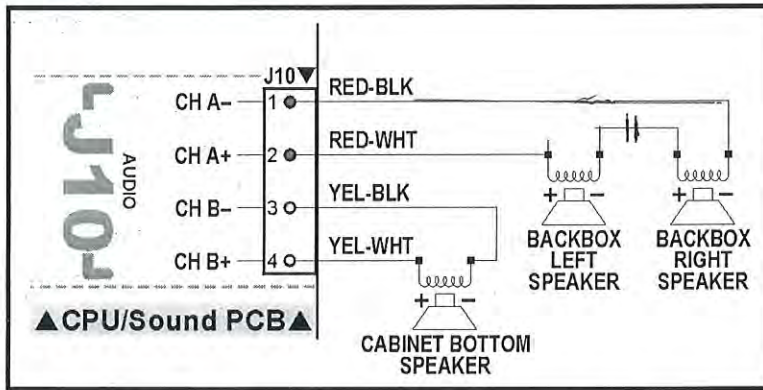 J10▼
CH A– 1 RED-BLK
CH A+ 2 RED-WHT
CH B– 3 YEL-BLK
CH B+ 4 YEL-WHT
J10
AUDIO
+ –
BACKBOX
LEFT
SPEAKER
+ –
BACKBOX
RIGHT
SPEAKER
+ –
CABINET BOTTOM
SPEAKER
▲CPU/Sound PCB▲